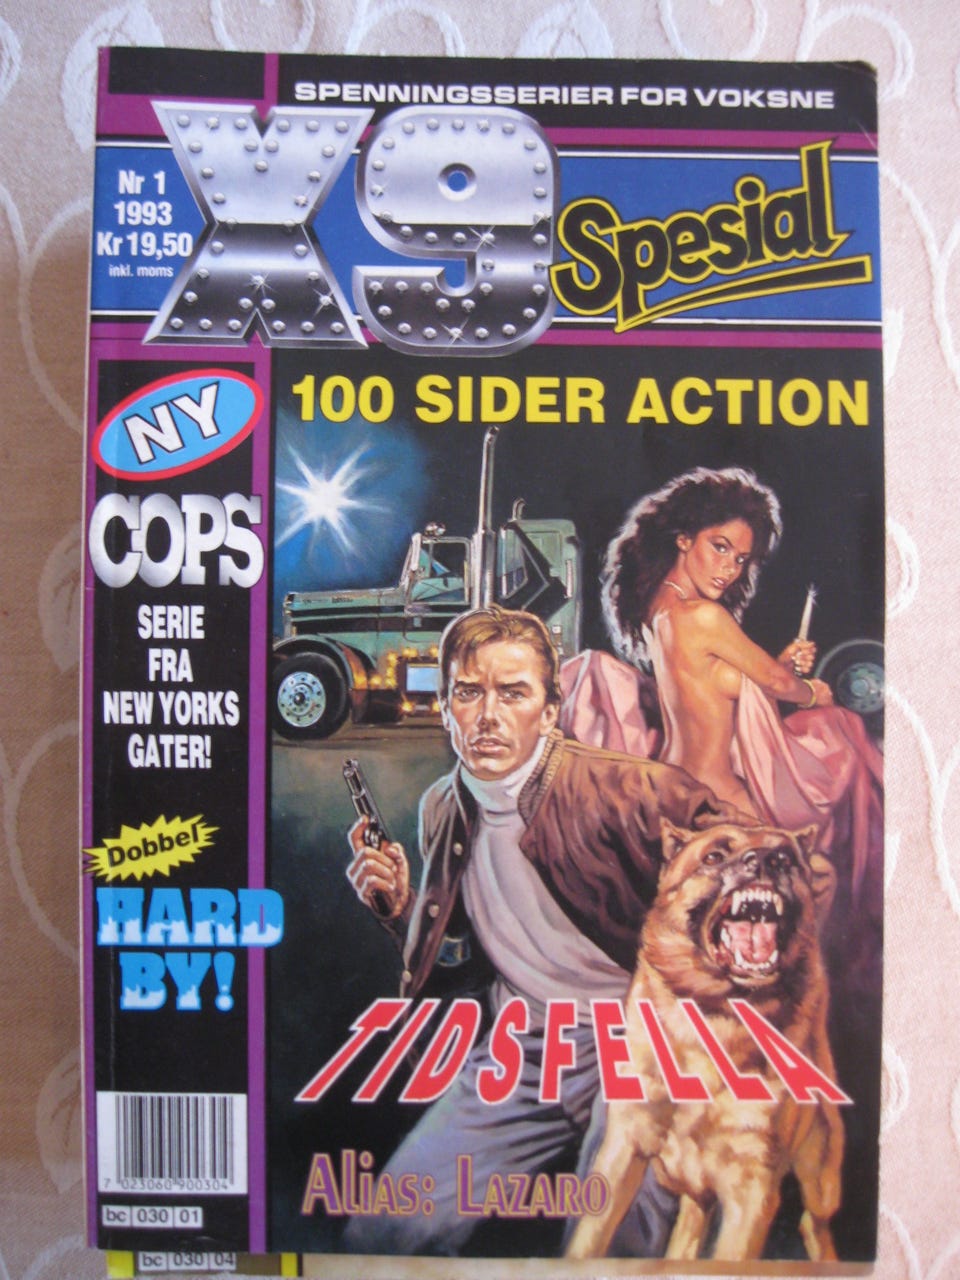 SPENNINGSSERIER FOR VOKSNE
X9
Spesial
Nr 1
1993
Kr 19,50
inkl. moms
100 SIDER ACTION
NY
COPS
SERIE
FRA
NEW YORKS
GATER!
Dobbel
HARD
BY!
TIDSFELLA
ALIAS: LAZARO
7 023060 900304
bc 030 01
bc 030 04